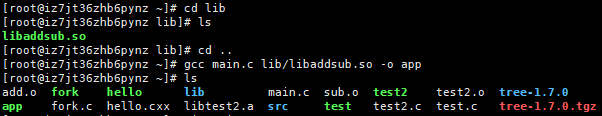 [root@iz7jt36zhb6pynz ~]# cd lib
[root@iz7jt36zhb6pynz lib]# ls
libaddsub.so
[root@iz7jt36zhb6pynz lib]# cd ..
[root@iz7jt36zhb6pynz ~]# gcc main.c lib/libaddsub.so -o app
[root@iz7jt36zhb6pynz ~]# ls
add.o fork hello lib main.c sub.o test2 test2.o tree-1.7.0
app fork.c hello.cxx libtest2.a src test test2.c test.c tree-1.7.0.tgz